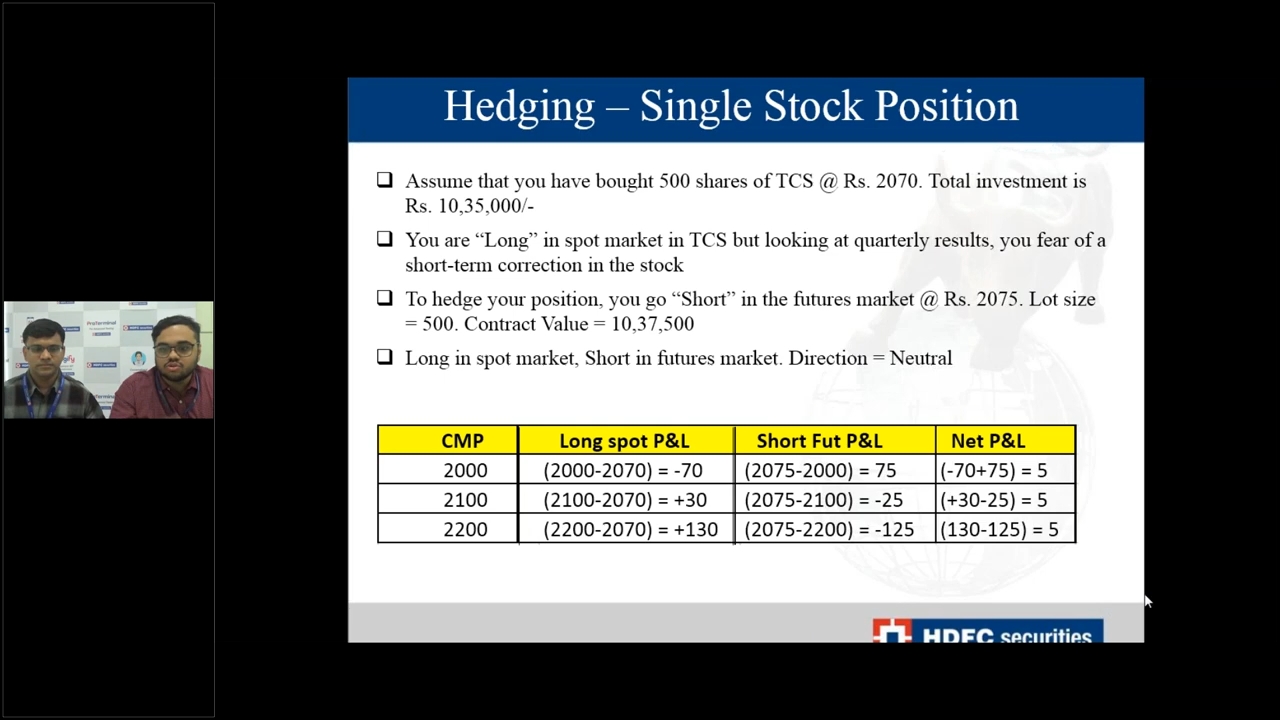 Hedging – Single Stock Position
❑ Assume that you have bought 500 shares of TCS @ Rs. 2070. Total investment is
Rs. 10,35,000/-
❑ You are “Long” in spot market in TCS but looking at quarterly results, you fear of a
short-term correction in the stock
❑ To hedge your position, you go “Short” in the futures market @ Rs. 2075. Lot size
= 500. Contract Value = 10,37,500
❑ Long in spot market, Short in futures market. Direction = Neutral
CMP Long spot P&L Short Fut P&L Net P&L
2000 (2000-2070) = -70 (2075-2000) = 75 (-70+75) = 5
2100 (2100-2070) = +30 (2075-2100) = -25 (+30-25) = 5
2200 (2200-2070) = +130 (2075-2200) = -125 (130-125) = 5
HDFC securities
ProTerminal